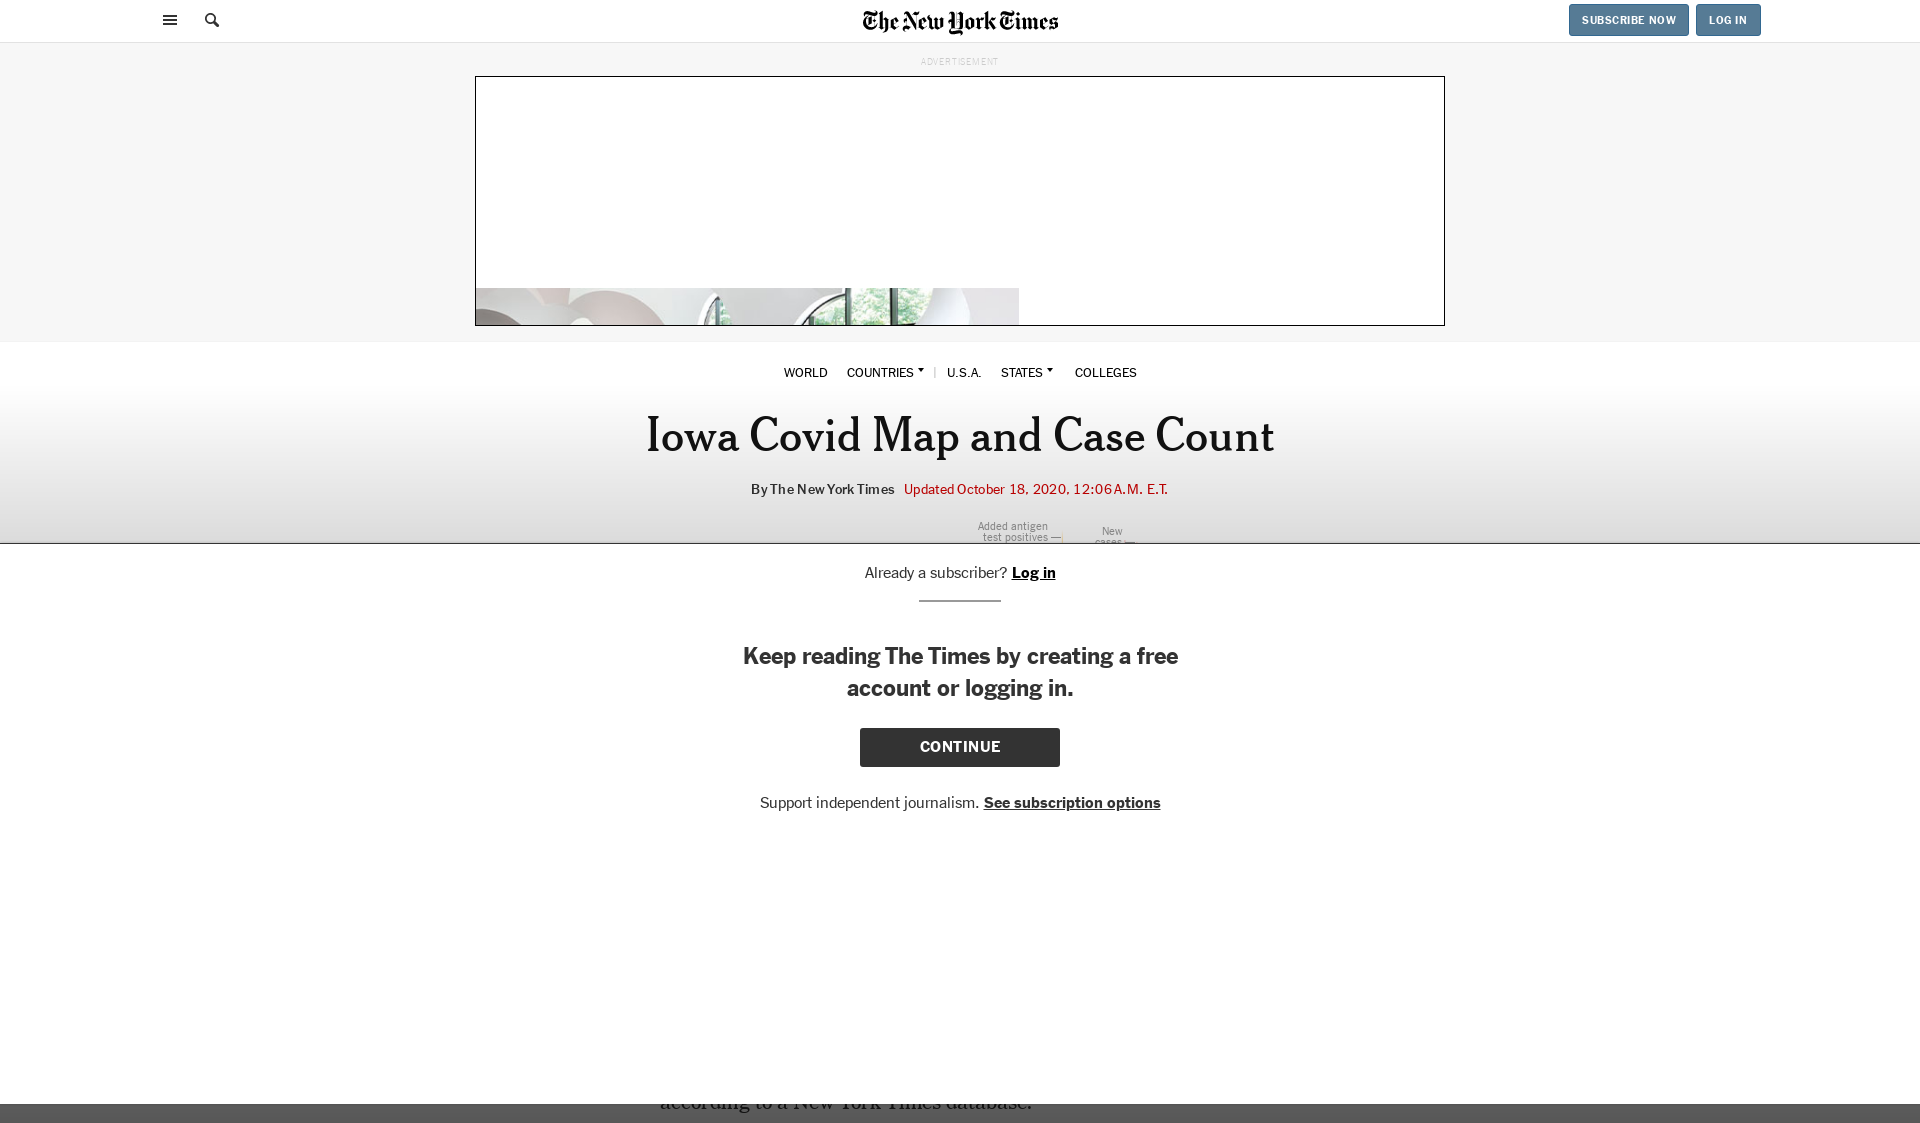 The New York Times
SUBSCRIBE NOW
LOG IN
ADVERTISEMENT
WORLD COUNTRIES U.S.A. STATES COLLEGES
Iowa Covid Map and Case Count
By The New York Times Updated October 18, 2020, 12:06 A.M. E.T.
Added antigen
test positives
New
cases
Already a subscriber? Log in
Keep reading The Times by creating a free
account or logging in.
CONTINUE
Support independent journalism. See subscription options
according to a New York Times database.